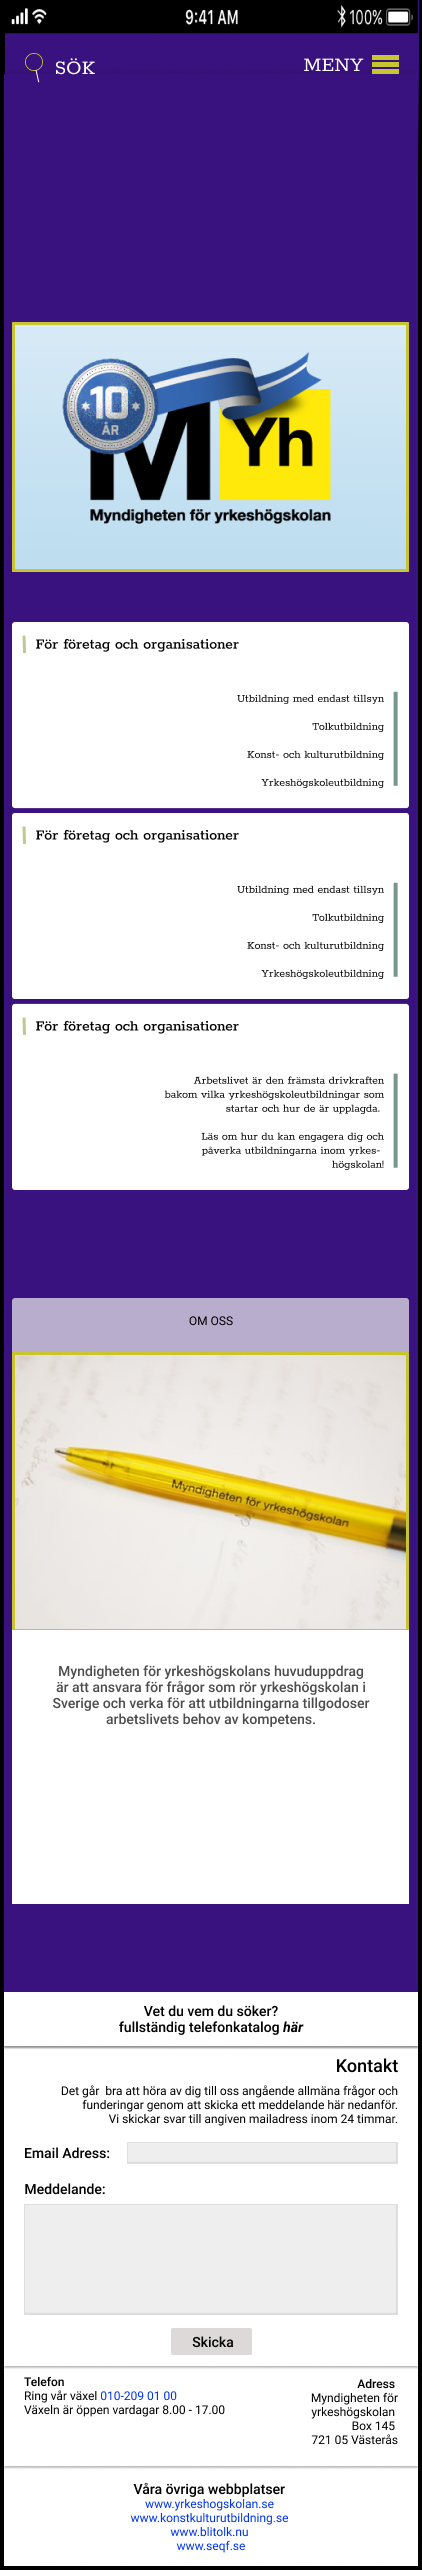 9:41 AM
100%
SÖK
MENY
10
ÅR
M
Yh
Myndigheten för yrkeshögskolan
För företag och organisationer
Utbildning med endast tillsyn
Tolkutbildning
Konst- och kulturutbildning
Yrkeshögskoleutbildning
För företag och organisationer
Utbildning med endast tillsyn
Tolkutbildning
Konst- och kulturutbildning
Yrkeshögskoleutbildning
För företag och organisationer
Arbetslivet är den främsta drivkraften
bakom vilka yrkeshögskoleutbildningar som
startar och hur de är upplagda.
Läs om hur du kan engagera dig och
påverka utbildningarna inom yrkes-
högskolan!
OM OSS
Myndigheten för yrkeshögskolan
Myndigheten för yrkeshögskolans huvuduppdrag
är att ansvara för frågor som rör yrkeshögskolan i
Sverige och verka för att utbildningarna tillgodoser
arbetslivets behov av kompetens.
Vet du vem du söker?
fullständig telefonkatalog här
Kontakt
Det går bra att höra av dig till oss angående allmäna frågor och
funderingar genom att skicka ett meddelande här nedanför.
Vi skickar svar till angiven mailadress inom 24 timmar.
Email Adress:
Meddelande:
Skicka
Telefon
Ring vår växel 010-209 01 00
Växeln är öppen vardagar 8.00 - 17.00
Adress
Myndigheten för
yrkeshögskolan
Box 145
721 05 Västerås
Våra övriga webbplatser
www.yrkeshogskolan.se
www.konstkulturutbildning.se
www.blitolk.nu
www.seqf.se